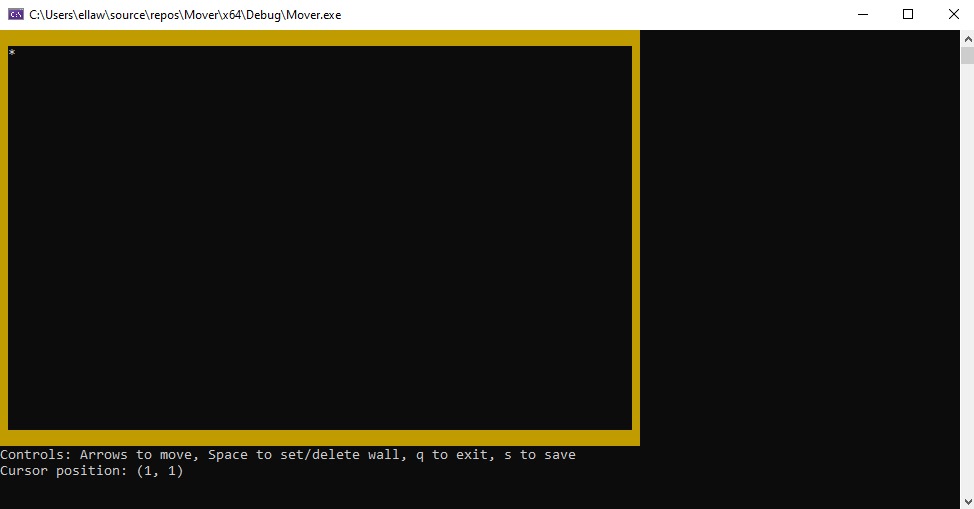 C:\Users\ellaw\source\repos\Mover\x64\Debug\Mover.exe
*
Controls: Arrows to move, Space to set/delete wall, q to exit, s to save
Cursor position: (1, 1)